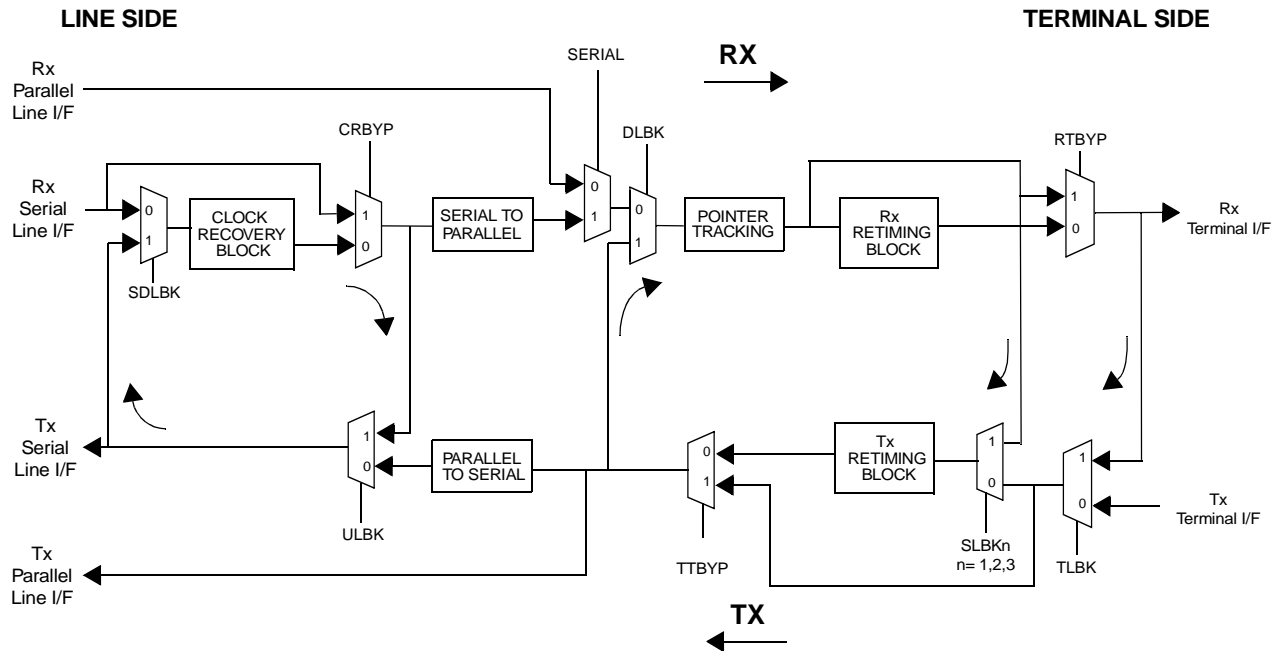 LINE SIDE
TERMINAL SIDE
Rx
Parallel
Line I/F
SERIAL
RX
CRBYP
DLBK
RTBYP
Rx
Serial
Line I/F
0
1
SDLBK
CLOCK
RECOVERY
BLOCK
1
0
SERIAL TO
PARALLEL
0
1
0
1
POINTER
TRACKING
Rx
RETIMING
BLOCK
1
0
Rx
Terminal I/F
Tx
Serial
Line I/F
1
0
ULBK
PARALLEL
TO SERIAL
0
1
TTBYP
Tx
RETIMING
BLOCK
1
0
SLBKn
n= 1,2,3
1
0
TLBK
Tx
Terminal I/F
Tx
Parallel
Line I/F
TX